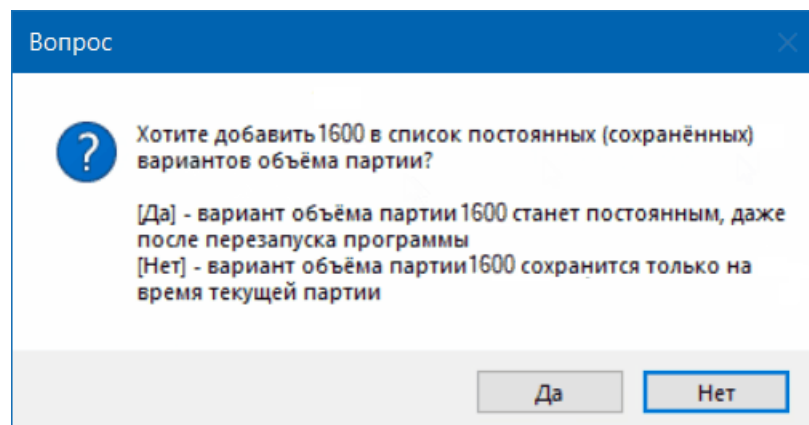 Вопрос
Хотите добавить 1600 в список постоянных (сохранённых)
вариантов объёма партии?
[Да] - вариант объёма партии 1600 станет постоянным, даже
после перезапуска программы
[Нет] - вариант объёма партии 1600 сохранится только на
время текущей партии
Да
Нет